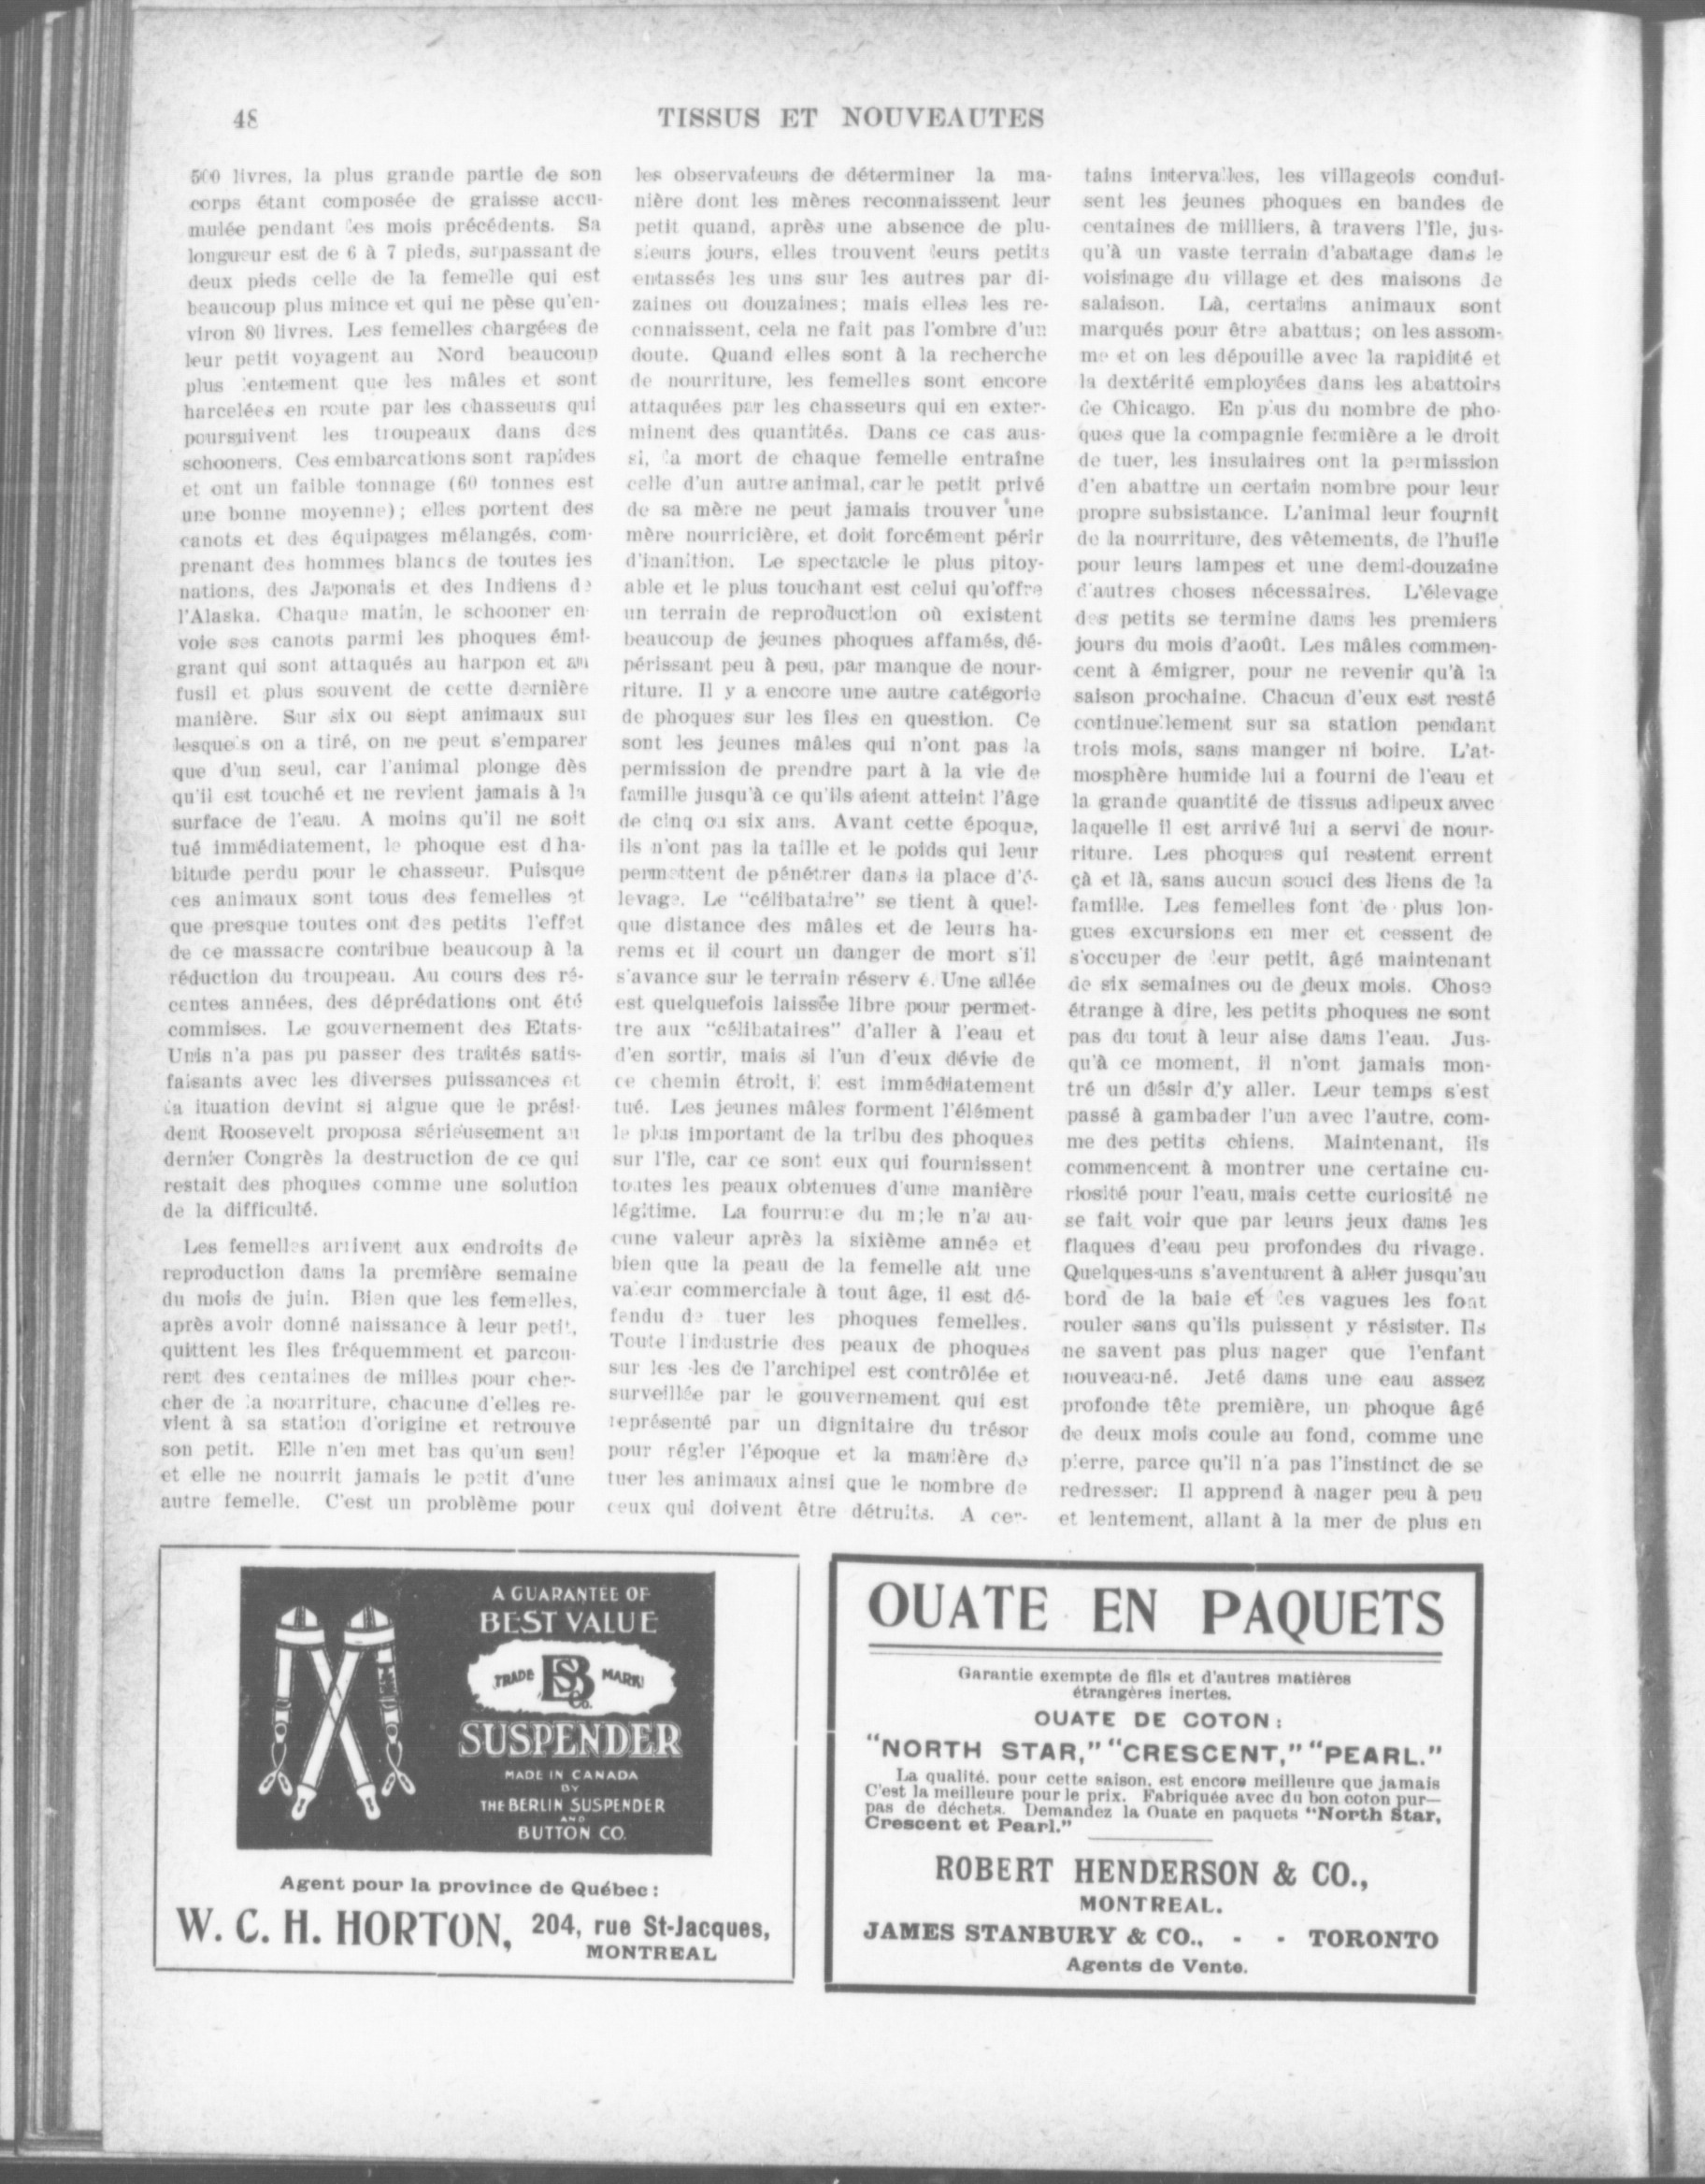 48
TISSUS ET NOUVEAUTES
500 livres, la plus grande partie de son
corps étant composée de graisse accu-
mulée pendant les mois précédents. Sa
longueur est de 6 à 7 pieds, surpassant de
deux pieds celle de la femelle qui est
beaucoup plus mince et qui ne pèse qu'en-
viron 80 livres. Les femelles chargées de
leur petit voyagent au Nord beaucoup
plus lentement que les mâles et sont
harcelées en route par les chasseurs qui
poursuivent les troupeaux dans des
schooners. Ces embarcations sont rapides
et ont un faible tonnage (60 tonnes est
une bonne moyenne); elles portent des
canots et des équipages mélangés, com-
prenant des hommes blancs de toutes les
nations, des Japonais et des Indiens de
l'Alaska. Chaque matin, le schooner en-
voie ses canots parmi les phoques émi-
grant qui sont attaqués au harpon et au
fusil et plus souvent de cette dernière
manière. Sur six ou sept animaux sur
lesquels on a tiré, on ne peut s'emparer
que d'un seul, car l'animal plonge dès
qu'il est touché et ne revient jamais à la
surface de l'eau. A moins qu'il ne soit
tué immédiatement, le phoque est d ha-
bitude perdu pour le chasseur. Puisque
ces animaux sont tous des femelles et
que presque toutes ont des petits l'effet
de ce massacre contribue beaucoup à la
réduction du troupeau. Au cours des ré-
centes années, des déprédations ont été
commises. Le gouvernement des Etats-
Unis n'a pas pu passer des traités satis-
faisants avec les diverses puissances et
la ituation devint si aigue que le prési-
dent Roosevelt proposa sérieusement au
dernier Congrès la destruction de ce qui
restait des phoques comme une solution
de la difficulté.
Les femelles arrivent aux endroits de
reproduction dans la première semaine
du mois de juin. Bien que les femelles,
après avoir donné naissance à leur petit,
quittent les îles fréquemment et parcou-
rent des centaines de milles pour cher-
cher de la nourriture, chacune d'elles re-
vient à sa station d'origine et retrouve
son petit. Elle n'en met bas qu'un seul
et elle ne nourrit jamais le petit d'une
autre femelle. C'est un problème pour
les observateurs de déterminer la ma-
nière dont les mères reconnaissent leur
petit quand, après une absence de plu-
sieurs jours, elles trouvent leurs petits
entassés les uns sur les autres par di-
zaines ou douzaines; mais elles les re-
connaissent, cela ne fait pas l'ombre d'un
doute. Quand elles sont à la recherche
de nourriture, les femelles sont encore
attaquées par les chasseurs qui en exter-
minent des quantités. Dans ce cas aus-
si, la mort de chaque femelle entraîne
celle d'un autre animal, car le petit privé
de sa mère ne peut jamais trouver une
mère nourricière, et doit forcément périr
d'inanition. Le spectacle le plus pitoy-
able et le plus touchant est celui qu'offre
un terrain de reproduction où existent
beaucoup de jeunes phoques affamés, dé-
périssant peu à peu, par manque de nour-
riture. Il y a encore une autre catégorie
de phoques sur les îles en question. Ce
sont les jeunes mâles qui n'ont pas la
permission de prendre part à la vie de
famille jusqu'à ce qu'ils aient atteint l'âge
de cinq ou six ans. Avant cette époque,
ils n'ont pas la taille et le poids qui leur
permettent de pénétrer dans la place d'é-
levage. Le "célibataire" se tient à quel-
que distance des mâles et de leurs ha-
rems et il court un danger de mort s'il
s'avance sur le terrain réserv é. Une allée
est quelquefois laissée libre pour permet-
tre aux "célibataires" d'aller à l'eau et
d'en sortir, mais si l'un d'eux dévie de
ce chemin étroit, il est immédiatement
tué. Les jeunes mâles forment l'élément
le plus important de la tribu des phoques
sur l'île, car ce sont eux qui fournissent
toutes les peaux obtenues d'une manière
légitime. La fourrure du m;le n'a au-
cune valeur après la sixième année et
bien que la peau de la femelle ait une
valeur commerciale à tout âge, il est dé-
fendu de tuer les phoques femelles.
Toute l industrie des peaux de phoques
sur les -les de l'archipel est contrôlée et
surveillée par le gouvernement qui est
représenté par un dignitaire du trésor
pour régler l'époque et la manière de
tuer les animaux ainsi que le nombre de
ceux qui doivent être détruits. A cer-
tains intervalles, les villageois condui-
sent les jeunes phoques en bandes de
centaines de milliers, à travers l'île, jus-
qu'à un vaste terrain d'abattage dans le
voisinage du village et des maisons de
salaison. Là, certains animaux sont
marqués pour être abattus; on les assom-
me et on les dépouille avec la rapidité et
la dextérité employées dans les abattoirs
de Chicago. En plus du nombre de pho-
ques que la compagnie fermière a le droit
de tuer, les insulaires ont la permission
d'en abattre un certain nombre pour leur
propre subsistance. L'animal leur fournit
de la nourriture, des vêtements, de l'huile
pour leurs lampes et une demi-douzaine
d'autres choses nécessaires. L'élevage
des petits se termine dans les premiers
jours du mois d'août. Les mâles commen-
cent à émigrer, pour ne revenir qu'à la
saison prochaine. Chacun d'eux est resté
continuellement sur sa station pendant
trois mois, sans manger ni boire. L'at-
mosphère humide lui a fourni de l'eau et
la grande quantité de tissus adipeux avec
laquelle il est arrivé lui a servi de nour-
riture. Les phoques qui restent errent
çà et là, sans aucun souci des liens de la
famille. Les femelles font de plus lon-
gues excursions en mer et cessent de
s'occuper de leur petit, âgé maintenant
de six semaines ou de deux mois. Chose
étrange à dire, les petits phoques ne sont
pas du tout à leur aise dans l'eau. Jus-
qu'à ce moment, il n'ont jamais mon-
tré un désir d'y aller. Leur temps s'est
passé à gambader l'un avec l'autre, com-
me des petits chiens. Maintenant, ils
commencent à montrer une certaine cu-
riosité pour l'eau, mais cette curiosité ne
se fait voir que par leurs jeux dans les
flaques d'eau peu profondes du rivage.
Quelques-uns s'aventurent à aller jusqu'au
bord de la baie et les vagues les font
rouler sans qu'ils puissent y résister. Ils
ne savent pas plus nager que l'enfant
nouveau-né. Jeté dans une eau assez
profonde tête première, un phoque âgé
de deux mois coule au fond, comme une
pierre, parce qu'il n'a pas l'instinct de se
redresser. Il apprend à nager peu à peu
et lentement, allant à la mer de plus en
A GUARANTEE OF
BEST VALUE
TRADE BS Co. MARK
SUSPENDER
MADE IN CANADA
BY
THE BERLIN SUSPENDER
AND
BUTTON CO.
Agent pour la province de Québec:
W. C. H. HORTON, 204, rue St-Jacques,
MONTREAL
OUATE EN PAQUETS
Garantie exempte de fils et d'autres matières
étrangères inertes.
OUATE DE COTON:
"NORTH STAR," "CRESCENT," "PEARL."
La qualité, pour cette saison, est encore meilleure que jamais
C'est la meilleure pour le prix. Fabriquée avec du bon coton pur—
pas de déchets. Demandez la Ouate en paquets "North Star,
Crescent et Pearl."
ROBERT HENDERSON & CO.,
MONTREAL.
JAMES STANBURY & CO., - - TORONTO
Agents de Vente.